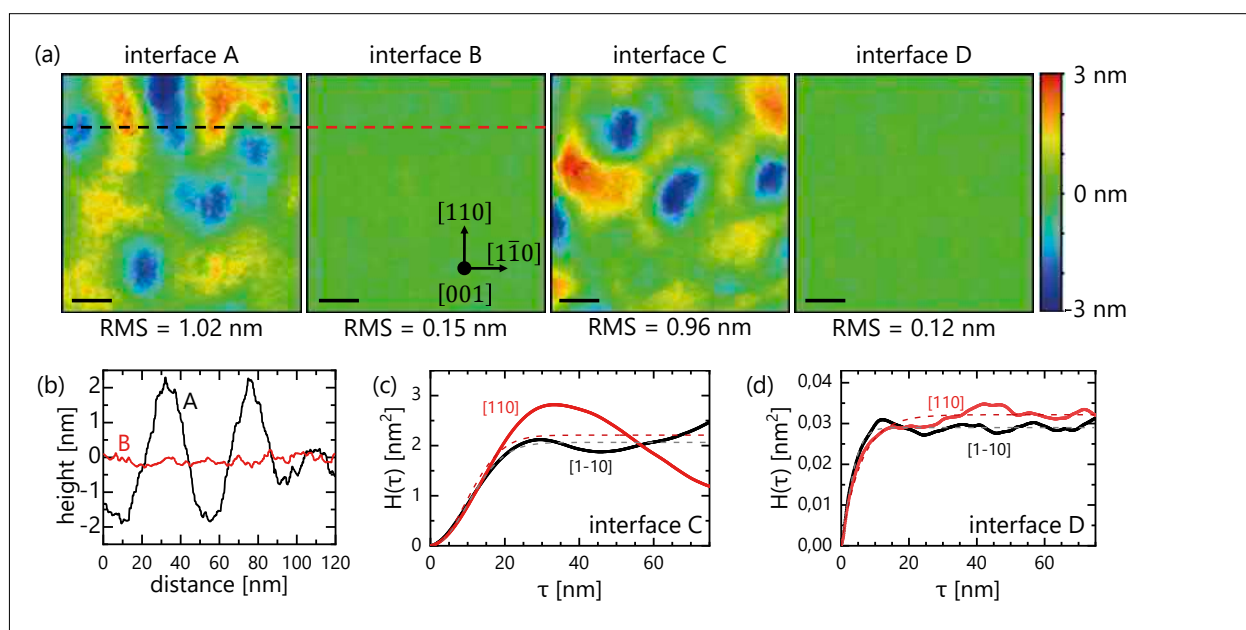 (a) interface A interface B interface C interface D
3 nm
0 nm
-3 nm
[110]
[11̅0]
[001]
RMS = 1.02 nm RMS = 0.15 nm RMS = 0.96 nm RMS = 0.12 nm
(b)
A
B
height [nm]
2
1
0
-1
-2
0 20 40 60 80 100 120
distance [nm]
(c)
H(τ) [nm²]
3
2
1
0
[110]
[1-10]
interface C
0 20 40 60
τ [nm]
(d)
H(τ) [nm²]
0,04
0,03
0,02
0,01
0,00
[110]
[1-10]
interface D
0 20 40 60
τ [nm]